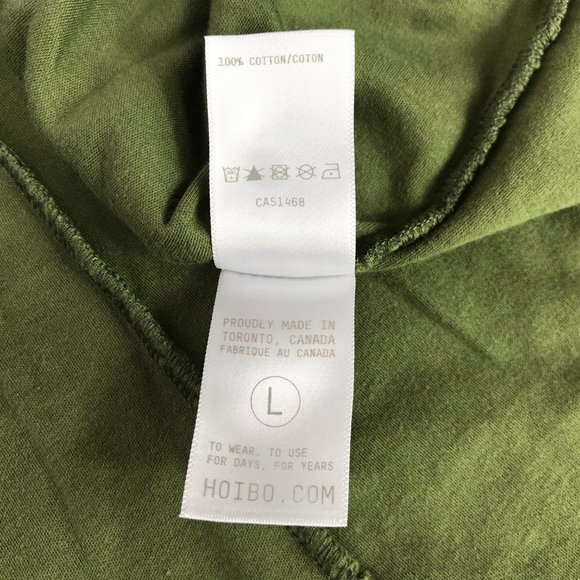 100% COTTON/COTON
CA51468
PROUDLY MADE IN
TORONTO, CANADA
FABRIQUE AU CANADA
L
TO WEAR. TO USE
FOR DAYS, FOR YEARS
HOIBO.COM